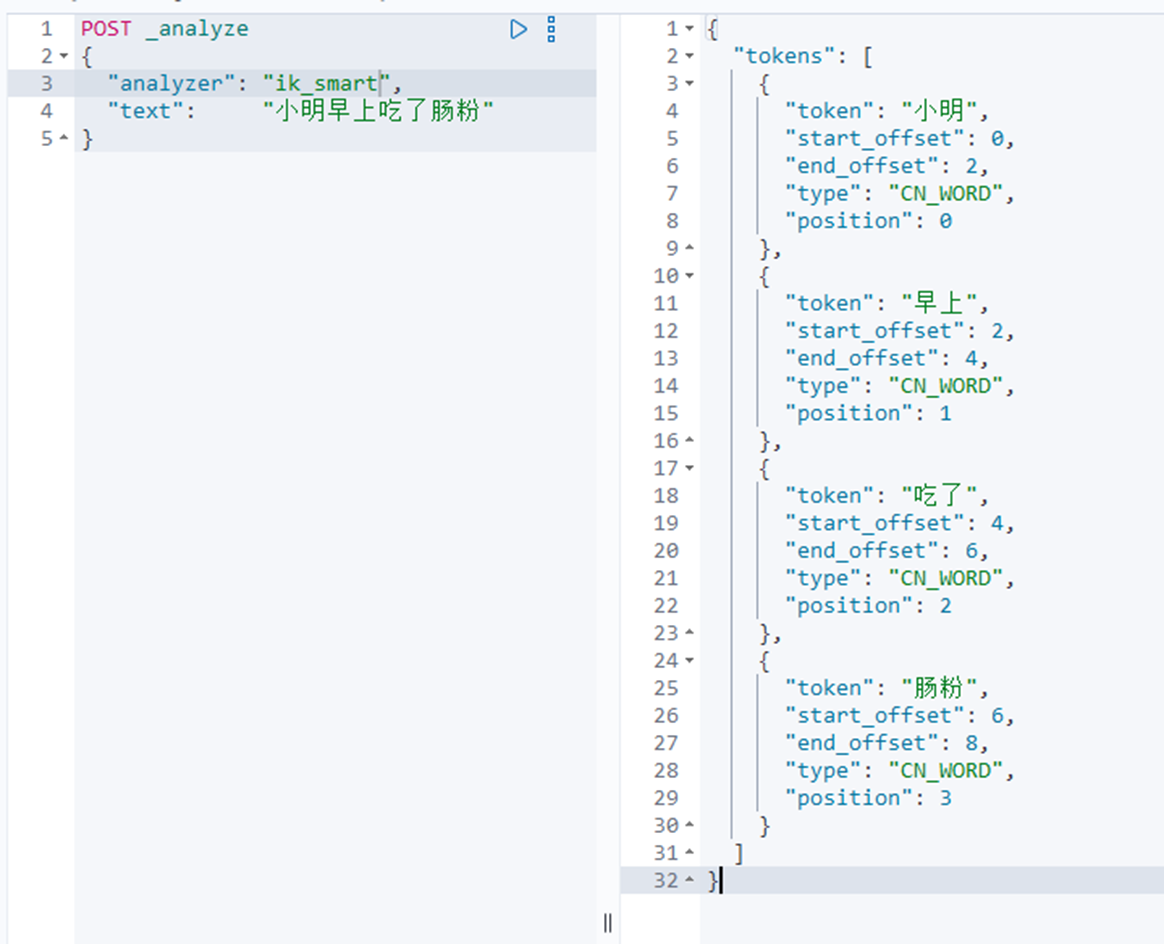 1 POST _analyze
2 {
3 "analyzer": "ik_smart",
4 "text": "小明早上吃了肠粉"
5 }
1 {
2 "tokens": [
3 {
4 "token": "小明",
5 "start_offset": 0,
6 "end_offset": 2,
7 "type": "CN_WORD",
8 "position": 0
9 },
10 {
11 "token": "早上",
12 "start_offset": 2,
13 "end_offset": 4,
14 "type": "CN_WORD",
15 "position": 1
16 },
17 {
18 "token": "吃了",
19 "start_offset": 4,
20 "end_offset": 6,
21 "type": "CN_WORD",
22 "position": 2
23 },
24 {
25 "token": "肠粉",
26 "start_offset": 6,
27 "end_offset": 8,
28 "type": "CN_WORD",
29 "position": 3
30 }
31 ]
32 }